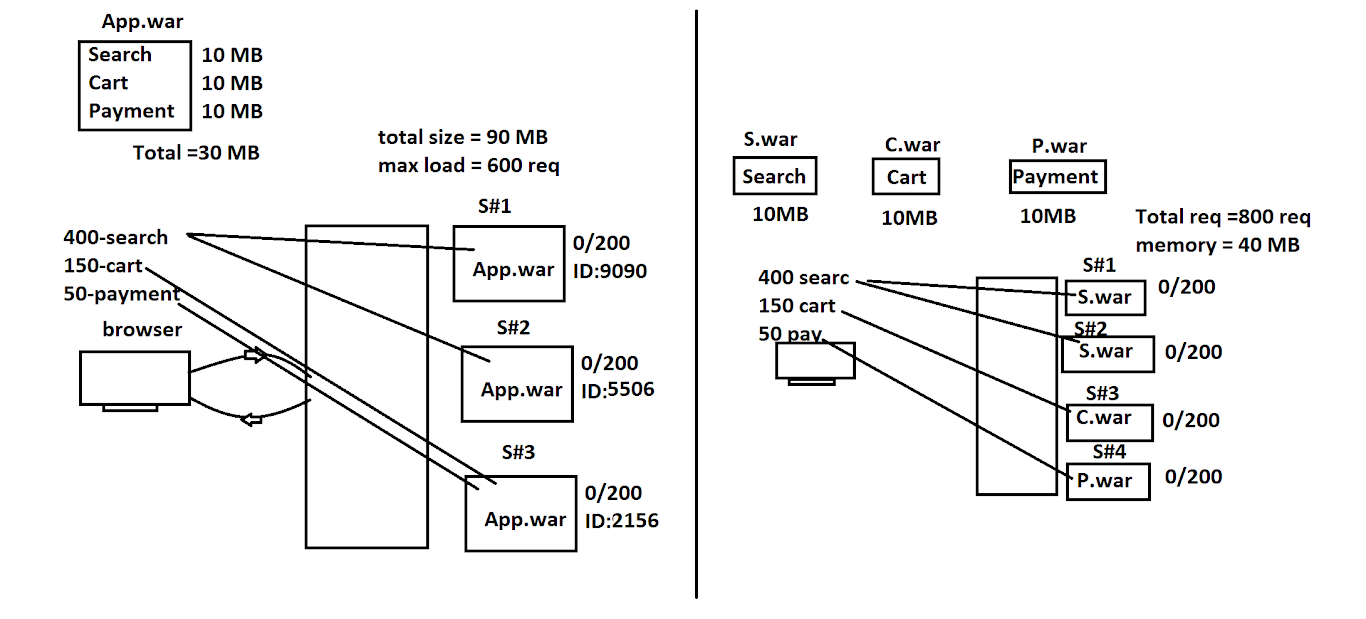 App.war
Search 10 MB
Cart 10 MB
Payment 10 MB
Total =30 MB
total size = 90 MB
max load = 600 req
400-search
150-cart
50-payment
browser
S#1
App.war
0/200
ID:9090
S#2
App.war
0/200
ID:5506
S#3
App.war
0/200
ID:2156
S.war
Search
10MB
C.war
Cart
10MB
P.war
Payment
10MB
Total req =800 req
memory = 40 MB
400 searc
150 cart
50 pay
S#1
S.war
0/200
S#2
S.war
0/200
S#3
C.war
0/200
S#4
P.war
0/200